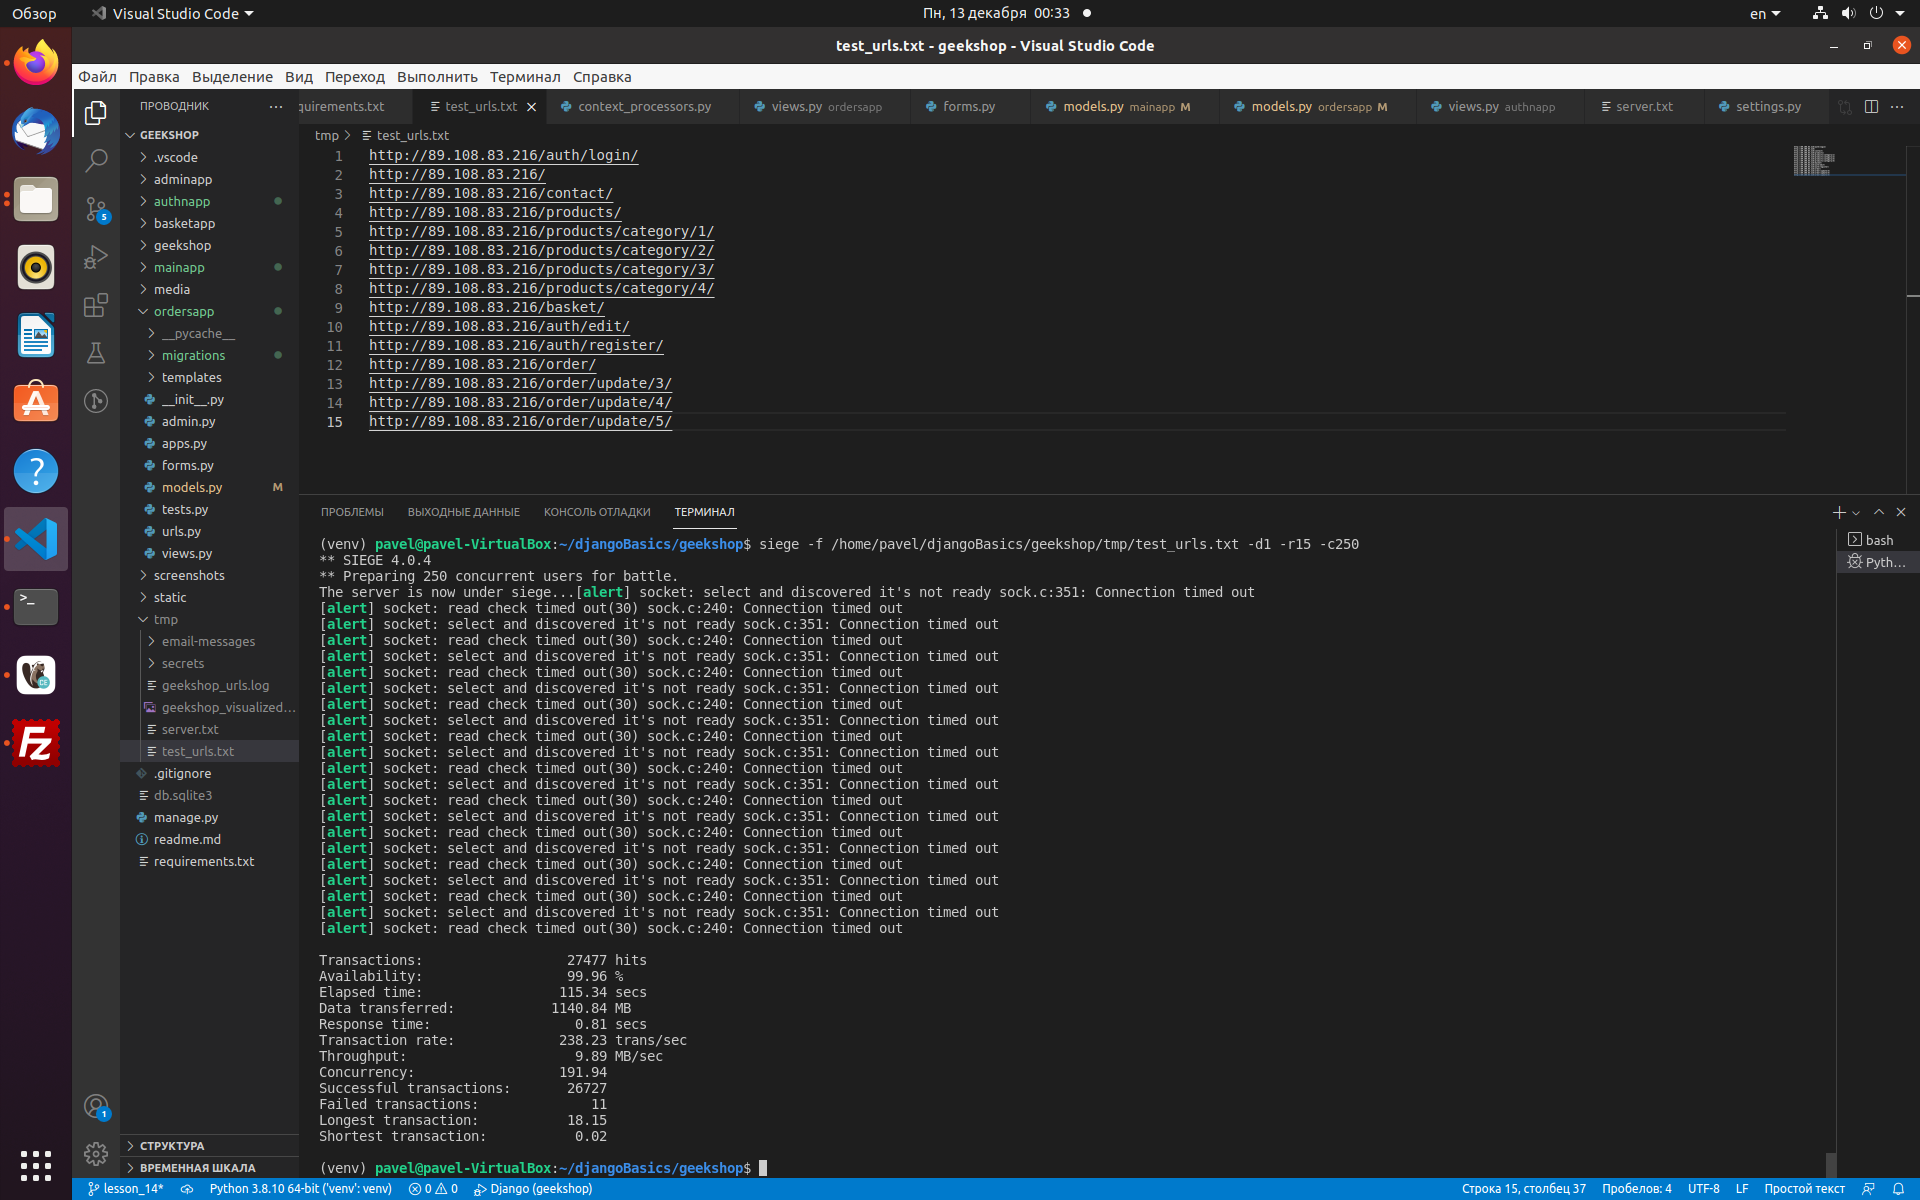 Обзор
Visual Studio Code
Пн, 13 декабря 00:33
en
test_urls.txt - geekshop - Visual Studio Code
Файл Правка Выделение Вид Переход Выполнить Терминал Справка
ПРОВОДНИК
quirements.txt
test_urls.txt
context_processors.py
views.py ordersapp
forms.py
models.py mainapp M
models.py ordersapp M
views.py authnapp
server.txt
settings.py
GEEKSHOP
.vscode
adminapp
authnapp
basketapp
geekshop
mainapp
media
ordersapp
__pycache__
migrations
templates
__init__.py
admin.py
apps.py
forms.py
models.py M
tests.py
urls.py
views.py
screenshots
static
tmp
email-messages
secrets
geekshop_urls.log
geekshop_visualized...
server.txt
test_urls.txt
.gitignore
db.sqlite3
manage.py
readme.md
requirements.txt
СТРУКТУРА
ВРЕМЕННАЯ ШКАЛА
5
1
tmp > test_urls.txt
1 http://89.108.83.216/auth/login/
2 http://89.108.83.216/
3 http://89.108.83.216/contact/
4 http://89.108.83.216/products/
5 http://89.108.83.216/products/category/1/
6 http://89.108.83.216/products/category/2/
7 http://89.108.83.216/products/category/3/
8 http://89.108.83.216/products/category/4/
9 http://89.108.83.216/basket/
10 http://89.108.83.216/auth/edit/
11 http://89.108.83.216/auth/register/
12 http://89.108.83.216/order/
13 http://89.108.83.216/order/update/3/
14 http://89.108.83.216/order/update/4/
15 http://89.108.83.216/order/update/5/
ПРОБЛЕМЫ ВЫХОДНЫЕ ДАННЫЕ КОНСОЛЬ ОТЛАДКИ ТЕРМИНАЛ
bash
Pyth...
(venv) pavel@pavel-VirtualBox:~/djangoBasics/geekshop$ siege -f /home/pavel/djangoBasics/geekshop/tmp/test_urls.txt -d1 -r15 -c250
** SIEGE 4.0.4
** Preparing 250 concurrent users for battle.
The server is now under siege...[alert] socket: select and discovered it's not ready sock.c:351: Connection timed out
[alert] socket: read check timed out(30) sock.c:240: Connection timed out
[alert] socket: select and discovered it's not ready sock.c:351: Connection timed out
[alert] socket: read check timed out(30) sock.c:240: Connection timed out
[alert] socket: select and discovered it's not ready sock.c:351: Connection timed out
[alert] socket: read check timed out(30) sock.c:240: Connection timed out
[alert] socket: select and discovered it's not ready sock.c:351: Connection timed out
[alert] socket: read check timed out(30) sock.c:240: Connection timed out
[alert] socket: select and discovered it's not ready sock.c:351: Connection timed out
[alert] socket: read check timed out(30) sock.c:240: Connection timed out
[alert] socket: select and discovered it's not ready sock.c:351: Connection timed out
[alert] socket: read check timed out(30) sock.c:240: Connection timed out
[alert] socket: select and discovered it's not ready sock.c:351: Connection timed out
[alert] socket: read check timed out(30) sock.c:240: Connection timed out
[alert] socket: select and discovered it's not ready sock.c:351: Connection timed out
[alert] socket: read check timed out(30) sock.c:240: Connection timed out
[alert] socket: select and discovered it's not ready sock.c:351: Connection timed out
[alert] socket: read check timed out(30) sock.c:240: Connection timed out
[alert] socket: select and discovered it's not ready sock.c:351: Connection timed out
[alert] socket: read check timed out(30) sock.c:240: Connection timed out
[alert] socket: select and discovered it's not ready sock.c:351: Connection timed out
[alert] socket: read check timed out(30) sock.c:240: Connection timed out
Transactions: 27477 hits
Availability: 99.96 %
Elapsed time: 115.34 secs
Data transferred: 1140.84 MB
Response time: 0.81 secs
Transaction rate: 238.23 trans/sec
Throughput: 9.89 MB/sec
Concurrency: 191.94
Successful transactions: 26727
Failed transactions: 11
Longest transaction: 18.15
Shortest transaction: 0.02
(venv) pavel@pavel-VirtualBox:~/djangoBasics/geekshop$
lesson_14*
Python 3.8.10 64-bit ('venv': venv)
0 0
Django (geekshop)
Строка 15, столбец 37
Пробелов: 4
UTF-8
LF
Простой текст